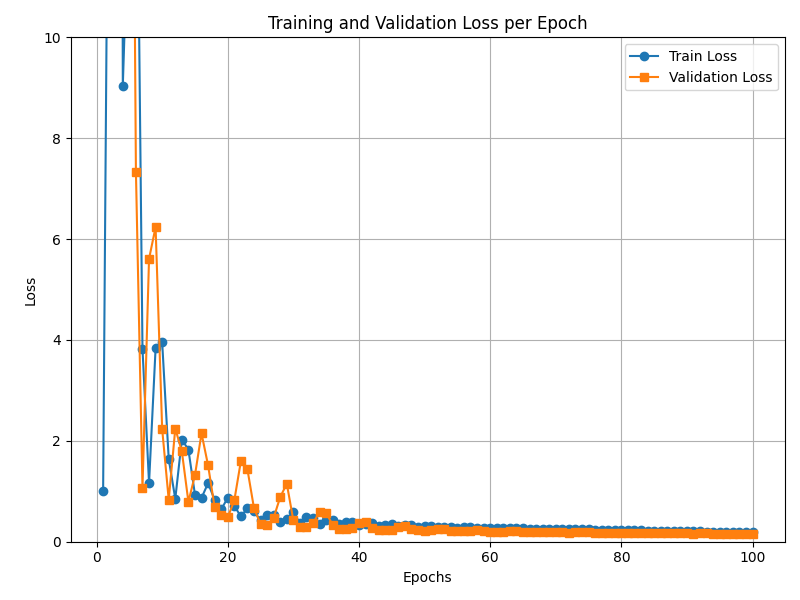 Training and Validation Loss per Epoch
Train Loss
Validation Loss
Loss
10
8
6
4
2
0
0 20 40 60 80 100
Epochs